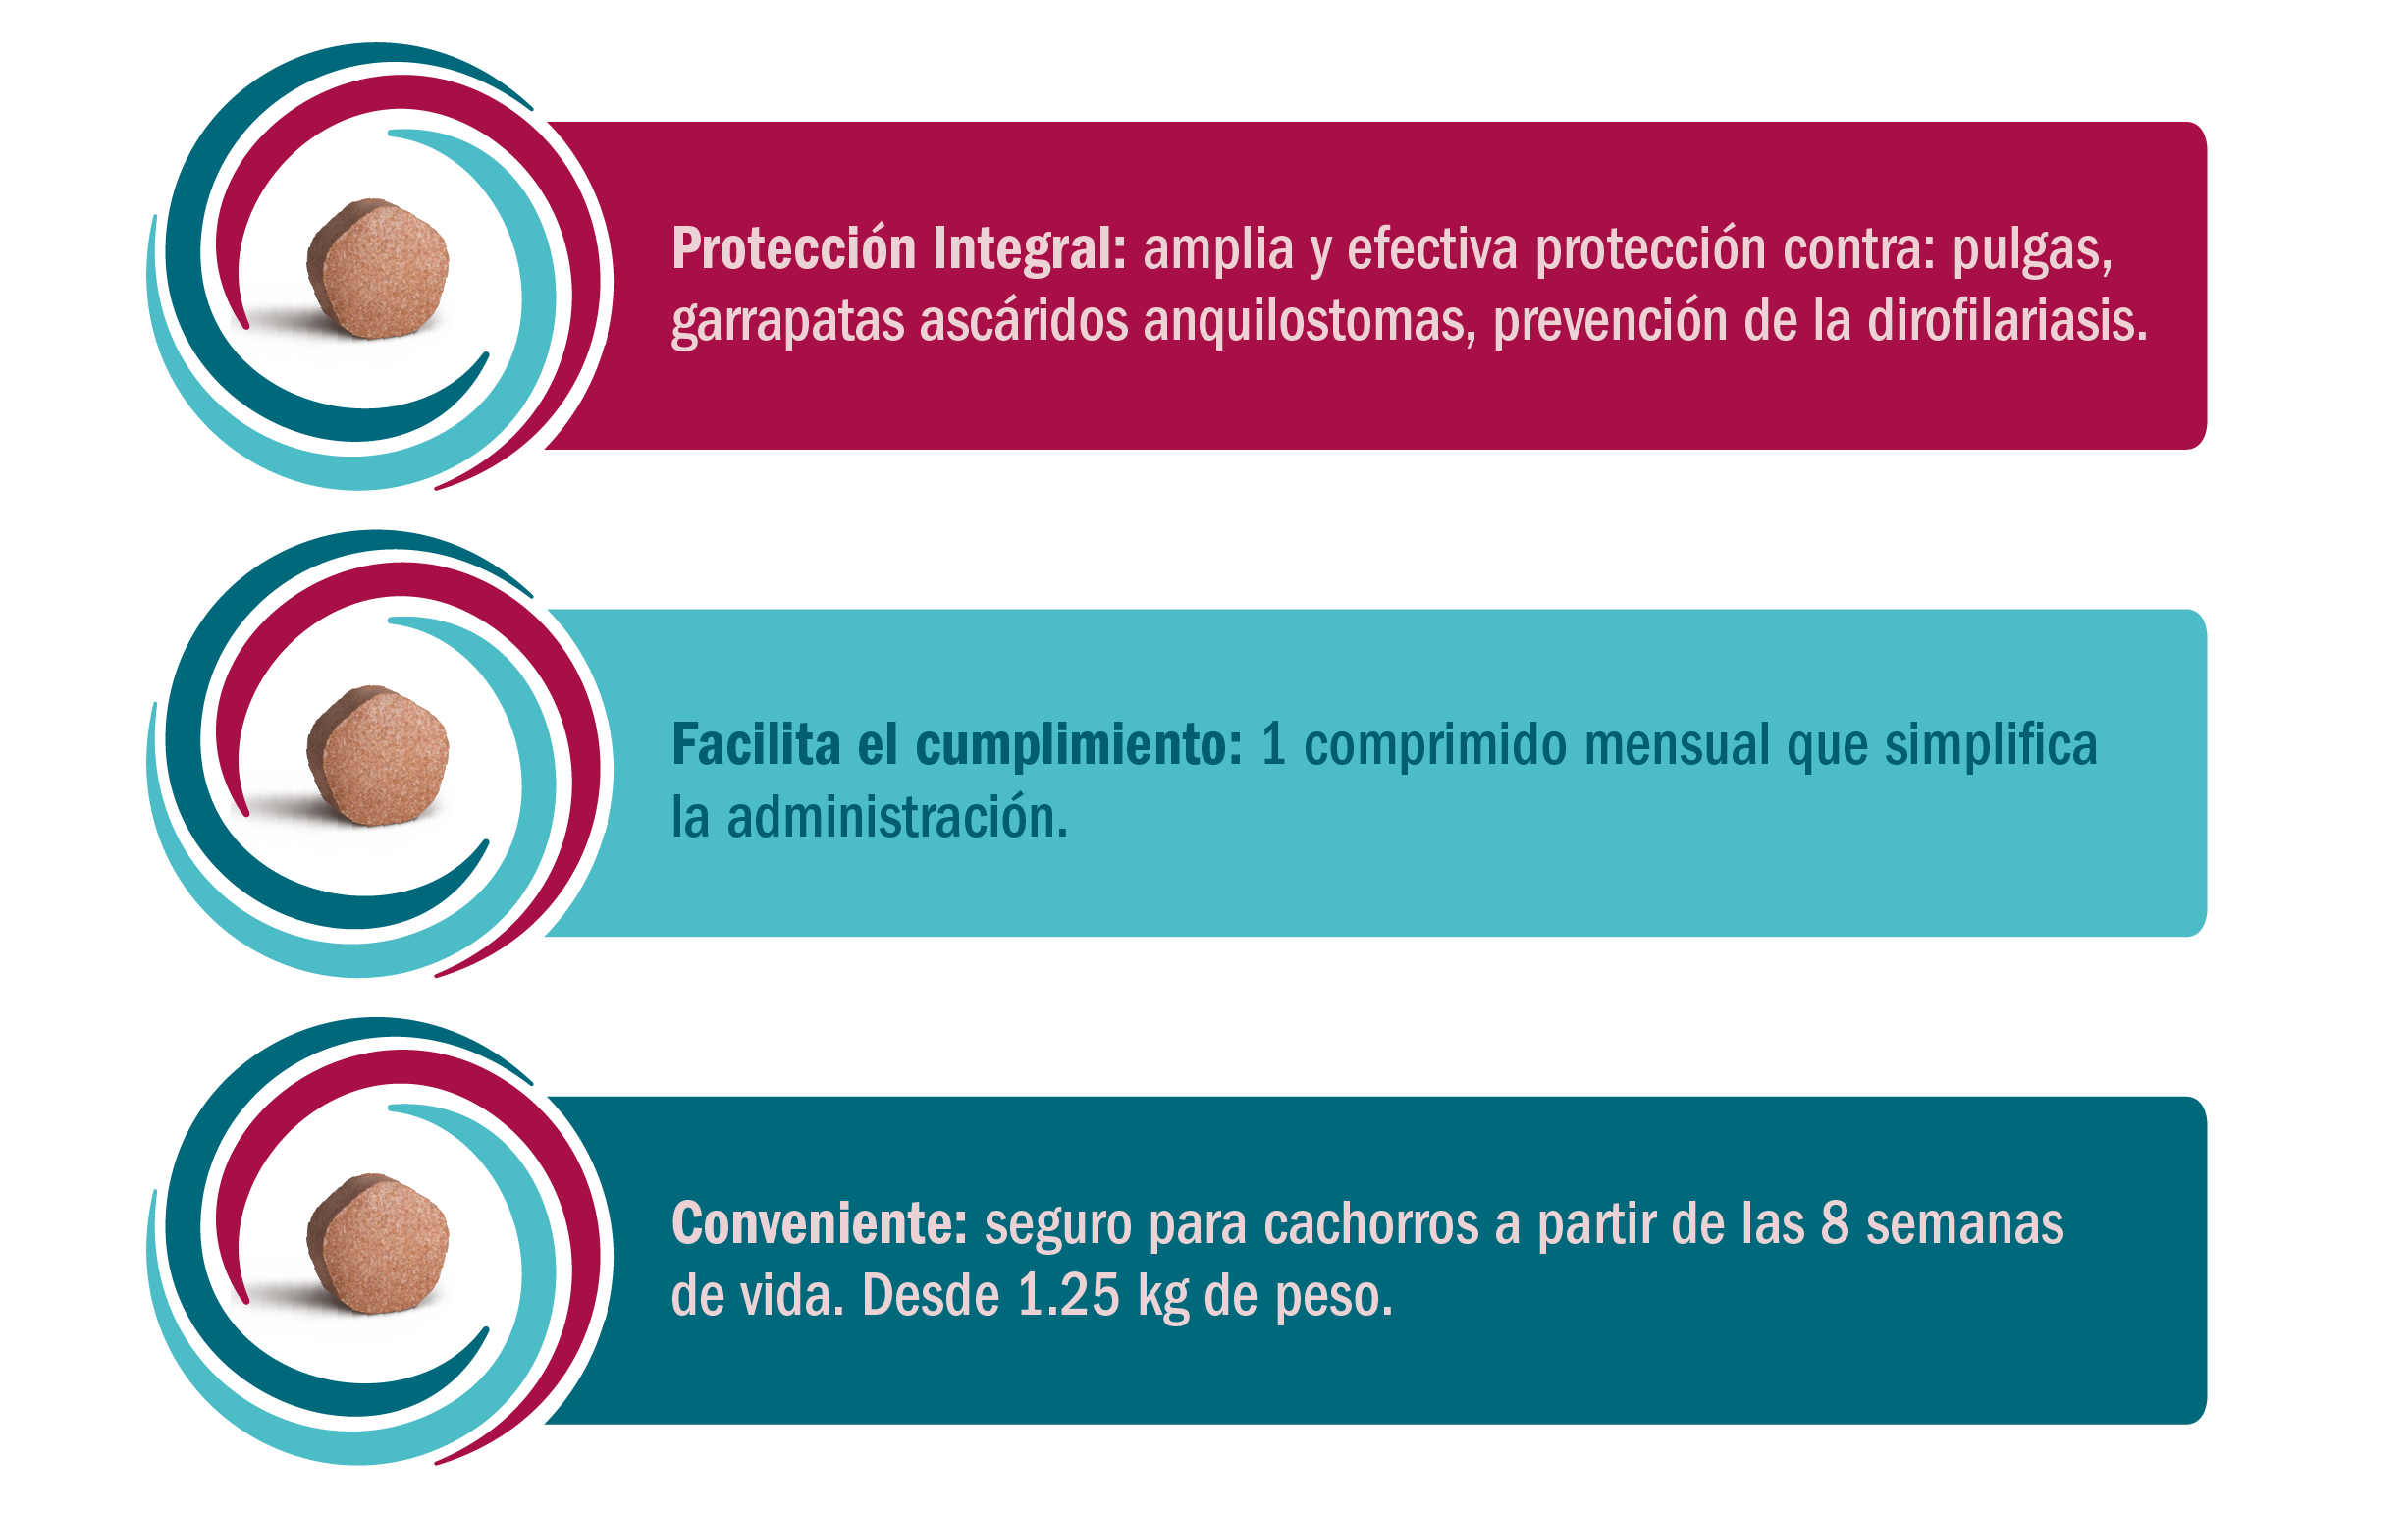 Protección Integral: amplia y efectiva protección contra: pulgas,
garrapatas ascáridos anquilostomas, prevención de la dirofilariasis.
Facilita el cumplimiento: 1 comprimido mensual que simplifica
la administración.
Conveniente: seguro para cachorros a partir de las 8 semanas
de vida. Desde 1.25 kg de peso.